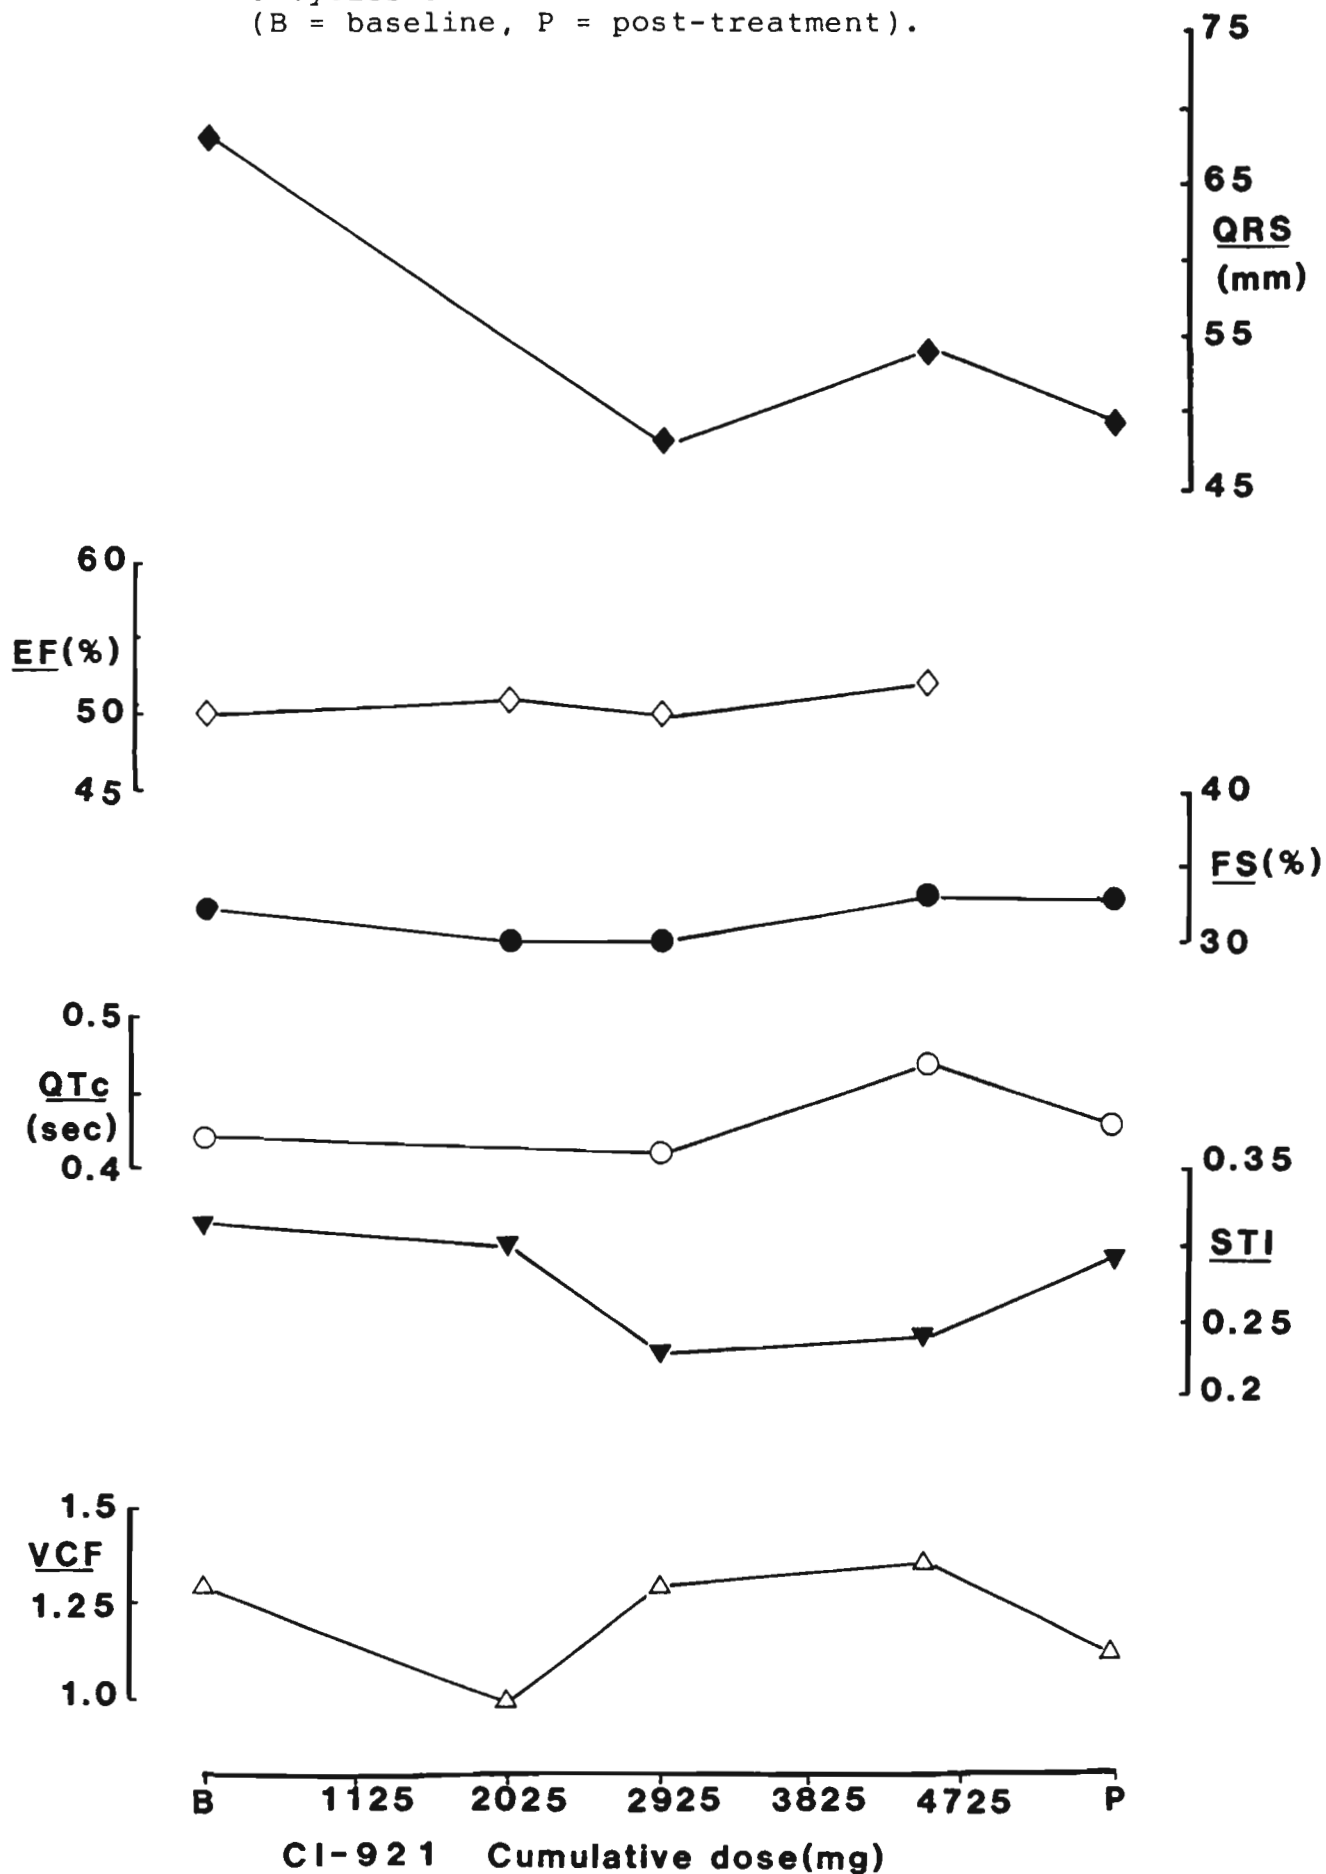 (B = baseline, P = post-treatment).
75
65
QRS
(mm)
55
45
60
EF(%)
50
45
40
FS(%)
30
0.5
QTc
(sec)
0.4
0.35
STI
0.25
0.2
1.5
VCF
1.25
1.0
B 1125 2025 2925 3825 4725 P
CI-921 Cumulative dose(mg)